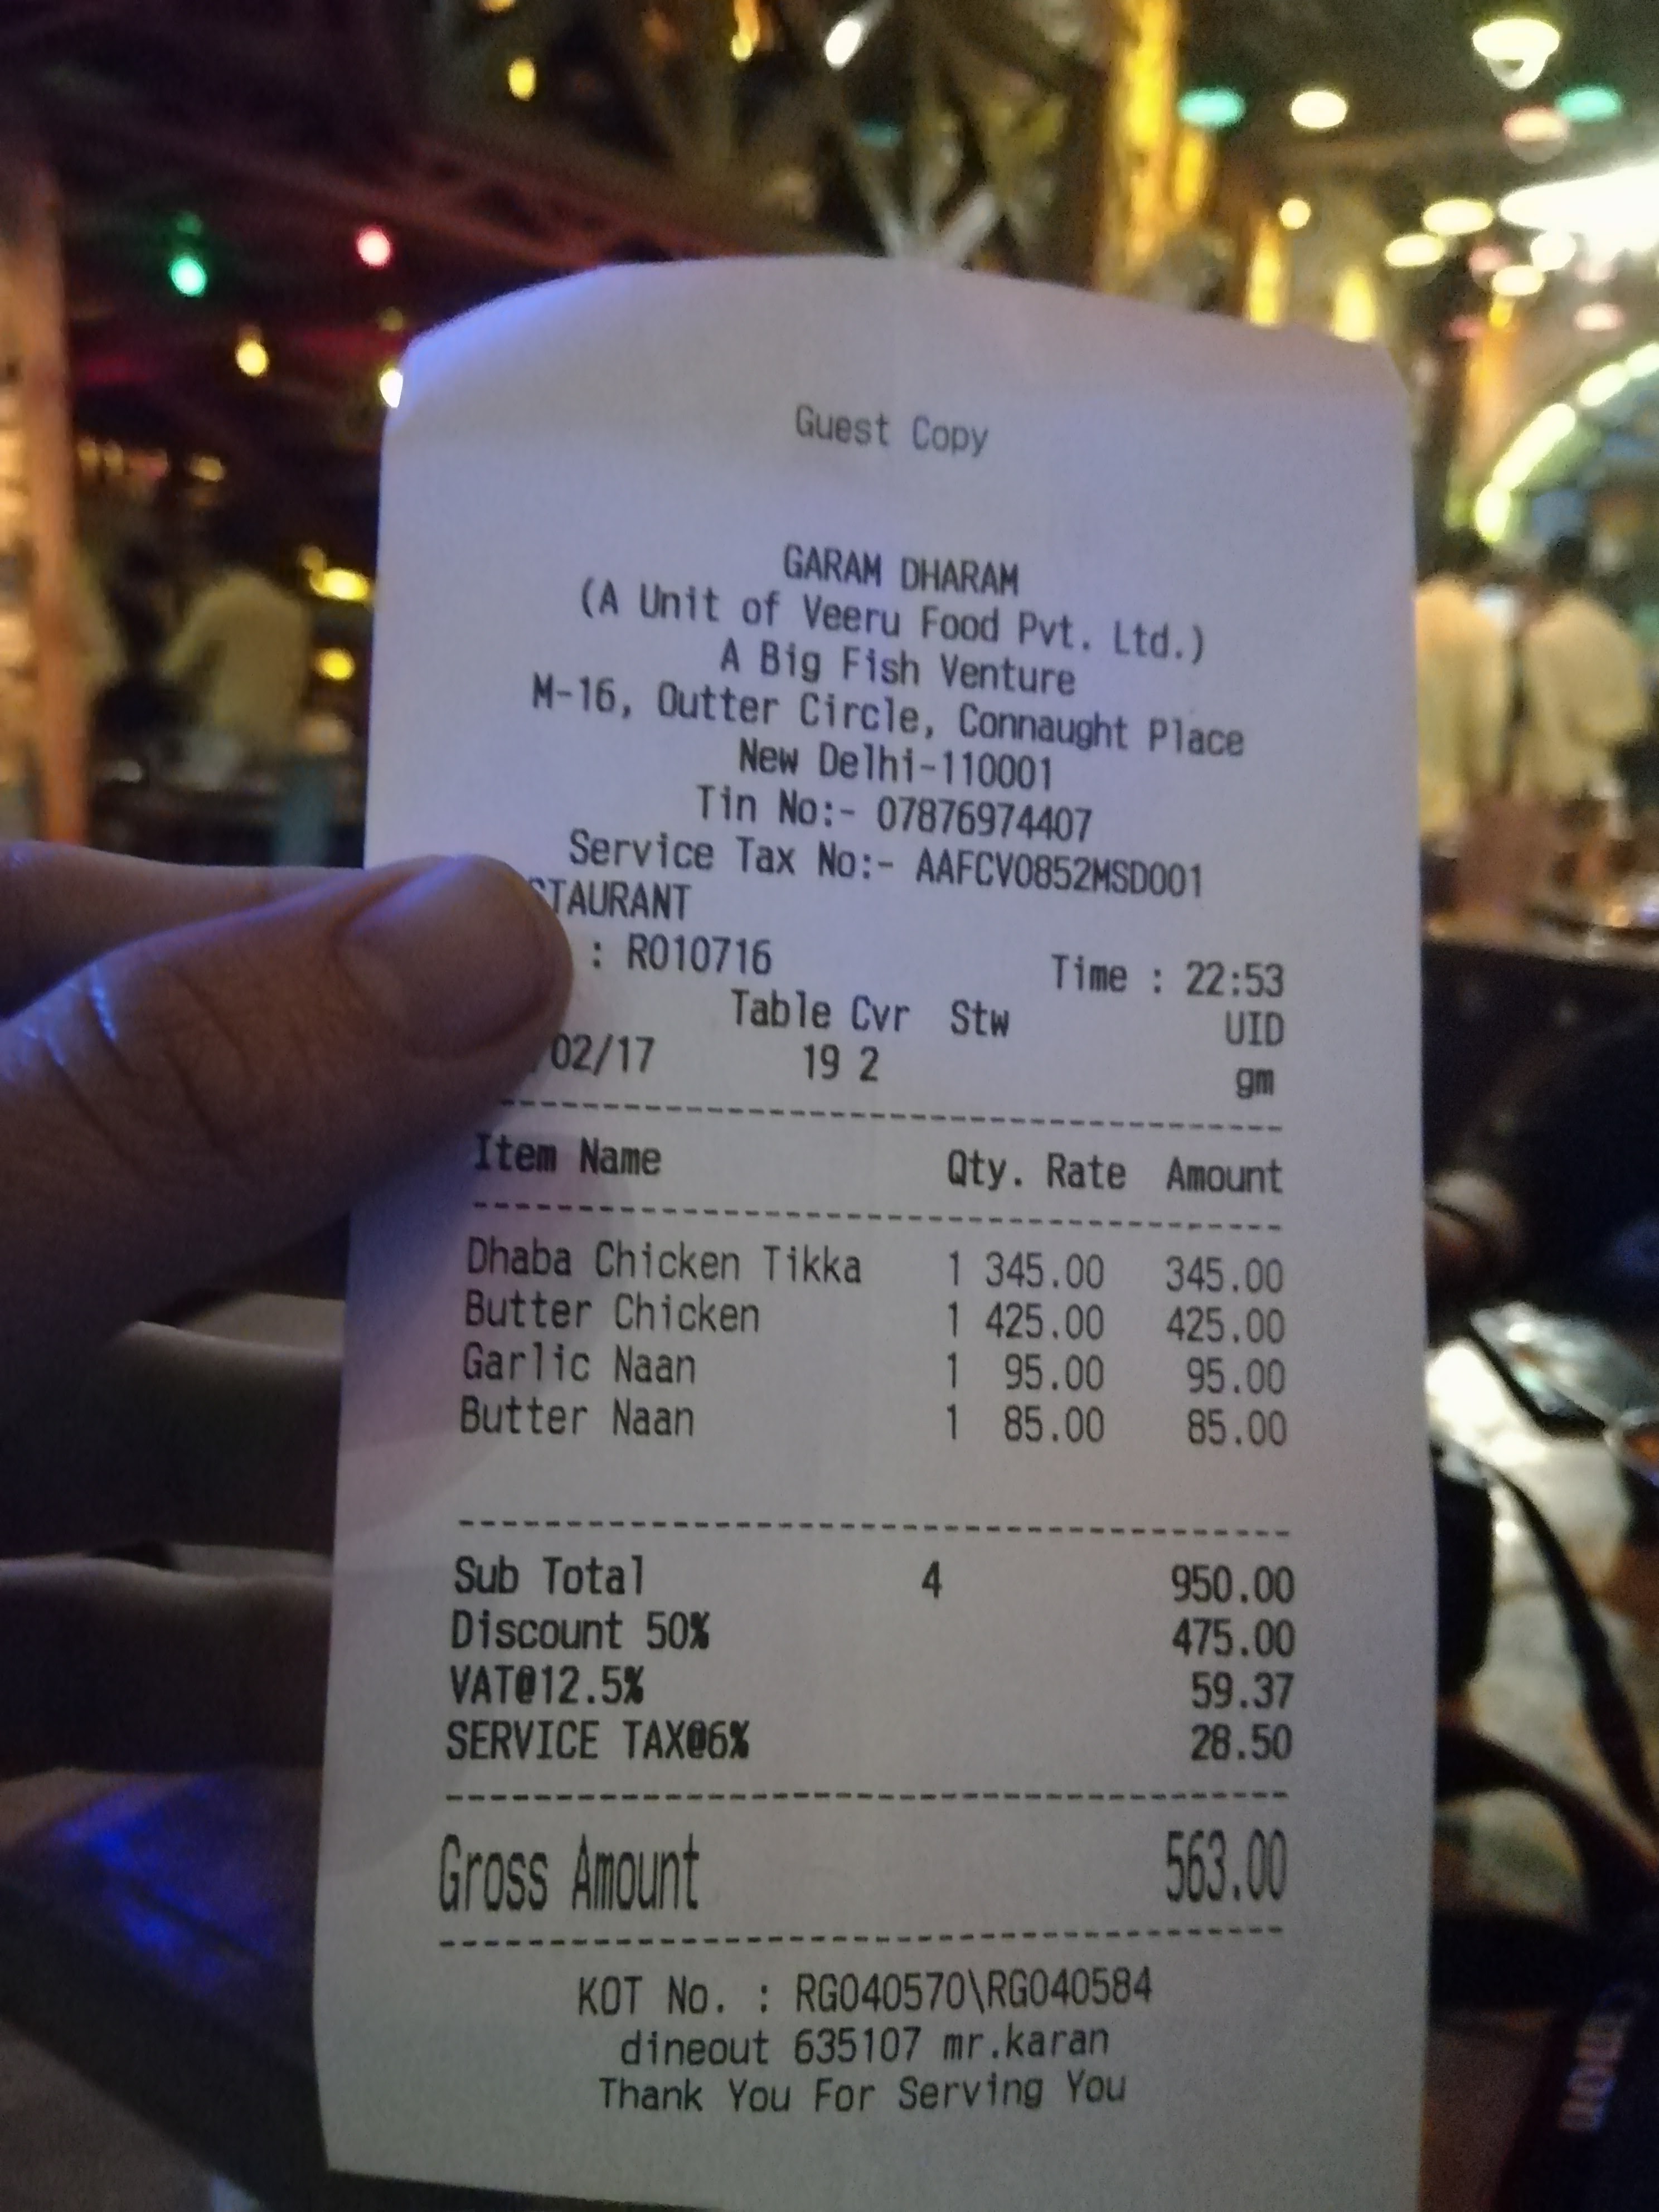 Guest Copy
GARAM DHARAM
(A Unit of Veeru Food Pvt. Ltd.)
A Big Fish Venture
M-16, Outter Circle, Connaught Place
New Delhi-110001
Tin No:- 07876974407
Service Tax No:- AAFCV0852MSD001
STAURANT
: R010716 Time : 22:53
Table Cvr Stw UID
/02/17 19 2 gm
Item Name Qty. Rate Amount
Dhaba Chicken Tikka 1 345.00 345.00
Butter Chicken 1 425.00 425.00
Garlic Naan 1 95.00 95.00
Butter Naan 1 85.00 85.00
Sub Total 4 950.00
Discount 50% 475.00
VAT@12.5% 59.37
SERVICE TAX@6% 28.50
Gross Amount 563.00
KOT No. : RG040570\RG040584
dineout 635107 mr.karan
Thank You For Serving You